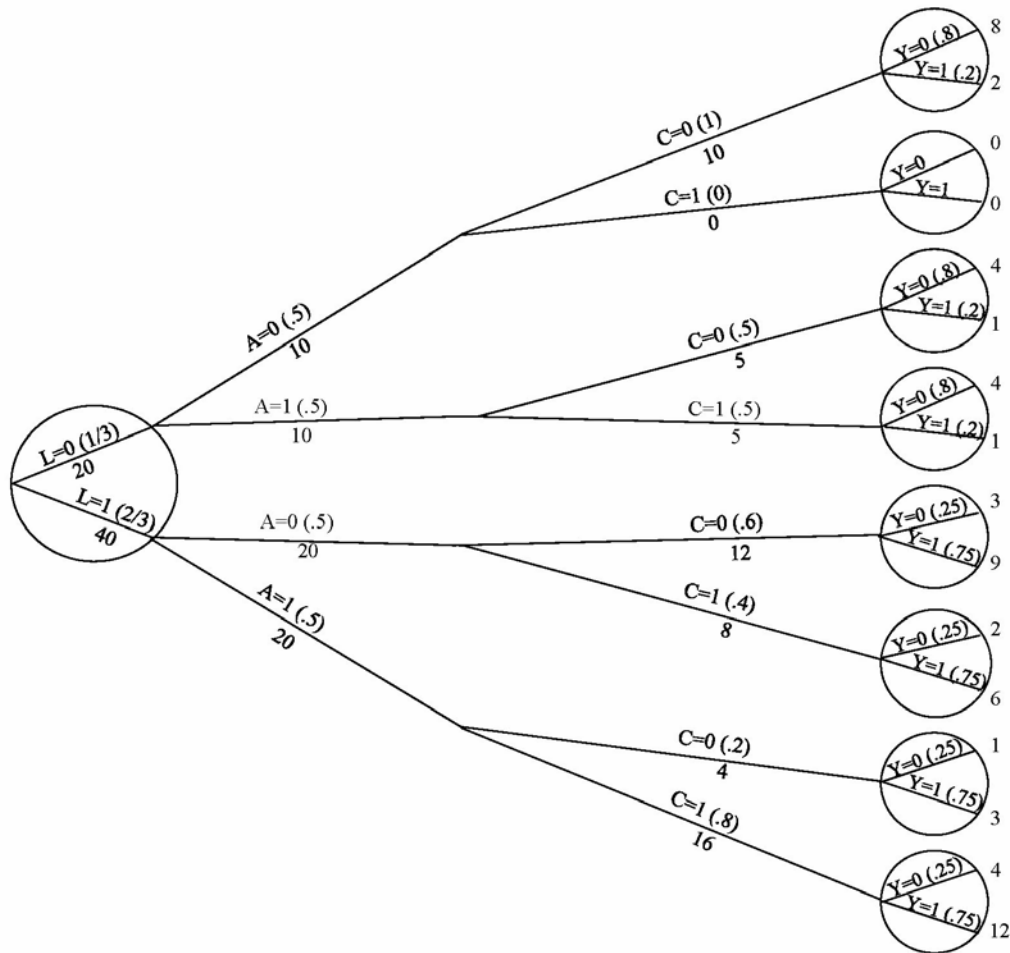 Y=0 (.8)
8
Y=1 (.2)
2
C=0 (1)
10
Y=0
0
Y=1
0
C=1 (0)
0
A=0 (.5)
10
Y=0 (.8)
4
Y=1 (.2)
1
C=0 (.5)
5
A=1 (.5)
10
C=1 (.5)
5
Y=0 (.8)
4
Y=1 (.2)
1
L=0 (1/3)
20
L=1 (2/3)
40
A=0 (.5)
20
C=0 (.6)
12
Y=0 (.25)
3
Y=1 (.75)
9
C=1 (.4)
8
Y=0 (.25)
2
Y=1 (.75)
6
A=1 (.5)
20
C=0 (.2)
4
Y=0 (.25)
1
Y=1 (.75)
3
C=1 (.8)
16
Y=0 (.25)
4
Y=1 (.75)
12